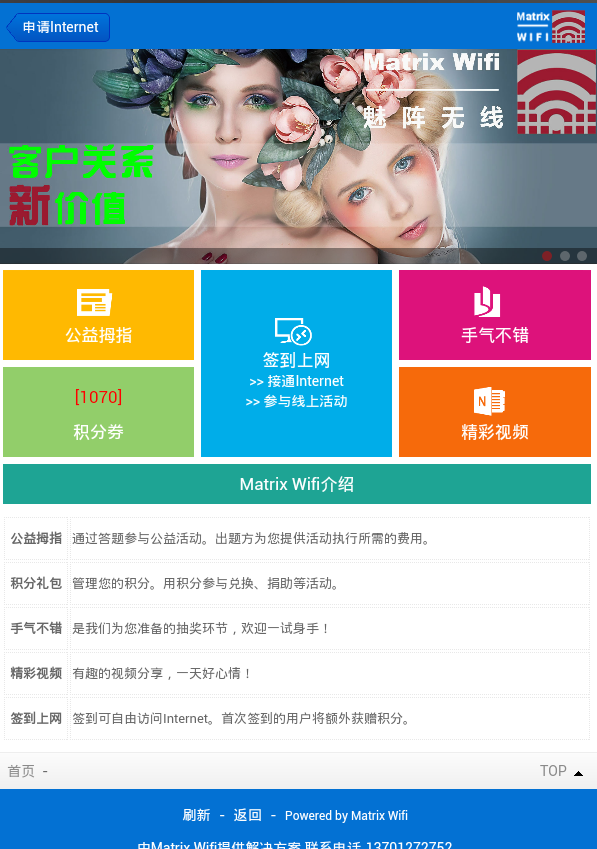 申请Internet
Matrix
WIFI
Matrix Wifi
魅阵无线
客户关系
新价值
公益拇指
签到上网
>> 接通Internet
>> 参与线上活动
手气不错
[1070]
积分券
N
精彩视频
Matrix Wifi介绍
公益拇指 通过答题参与公益活动。出题方为您提供活动执行所需的费用。
积分礼包 管理您的积分。用积分参与兑换、捐助等活动。
手气不错 是我们为您准备的抽奖环节，欢迎一试身手！
精彩视频 有趣的视频分享，一天好心情！
签到上网 签到可自由访问Internet。首次签到的用户将额外获赠积分。
首页 - TOP
刷新 - 返回 - Powered by Matrix Wifi
由Matrix Wifi提供解决方案 联系电话 13701272752